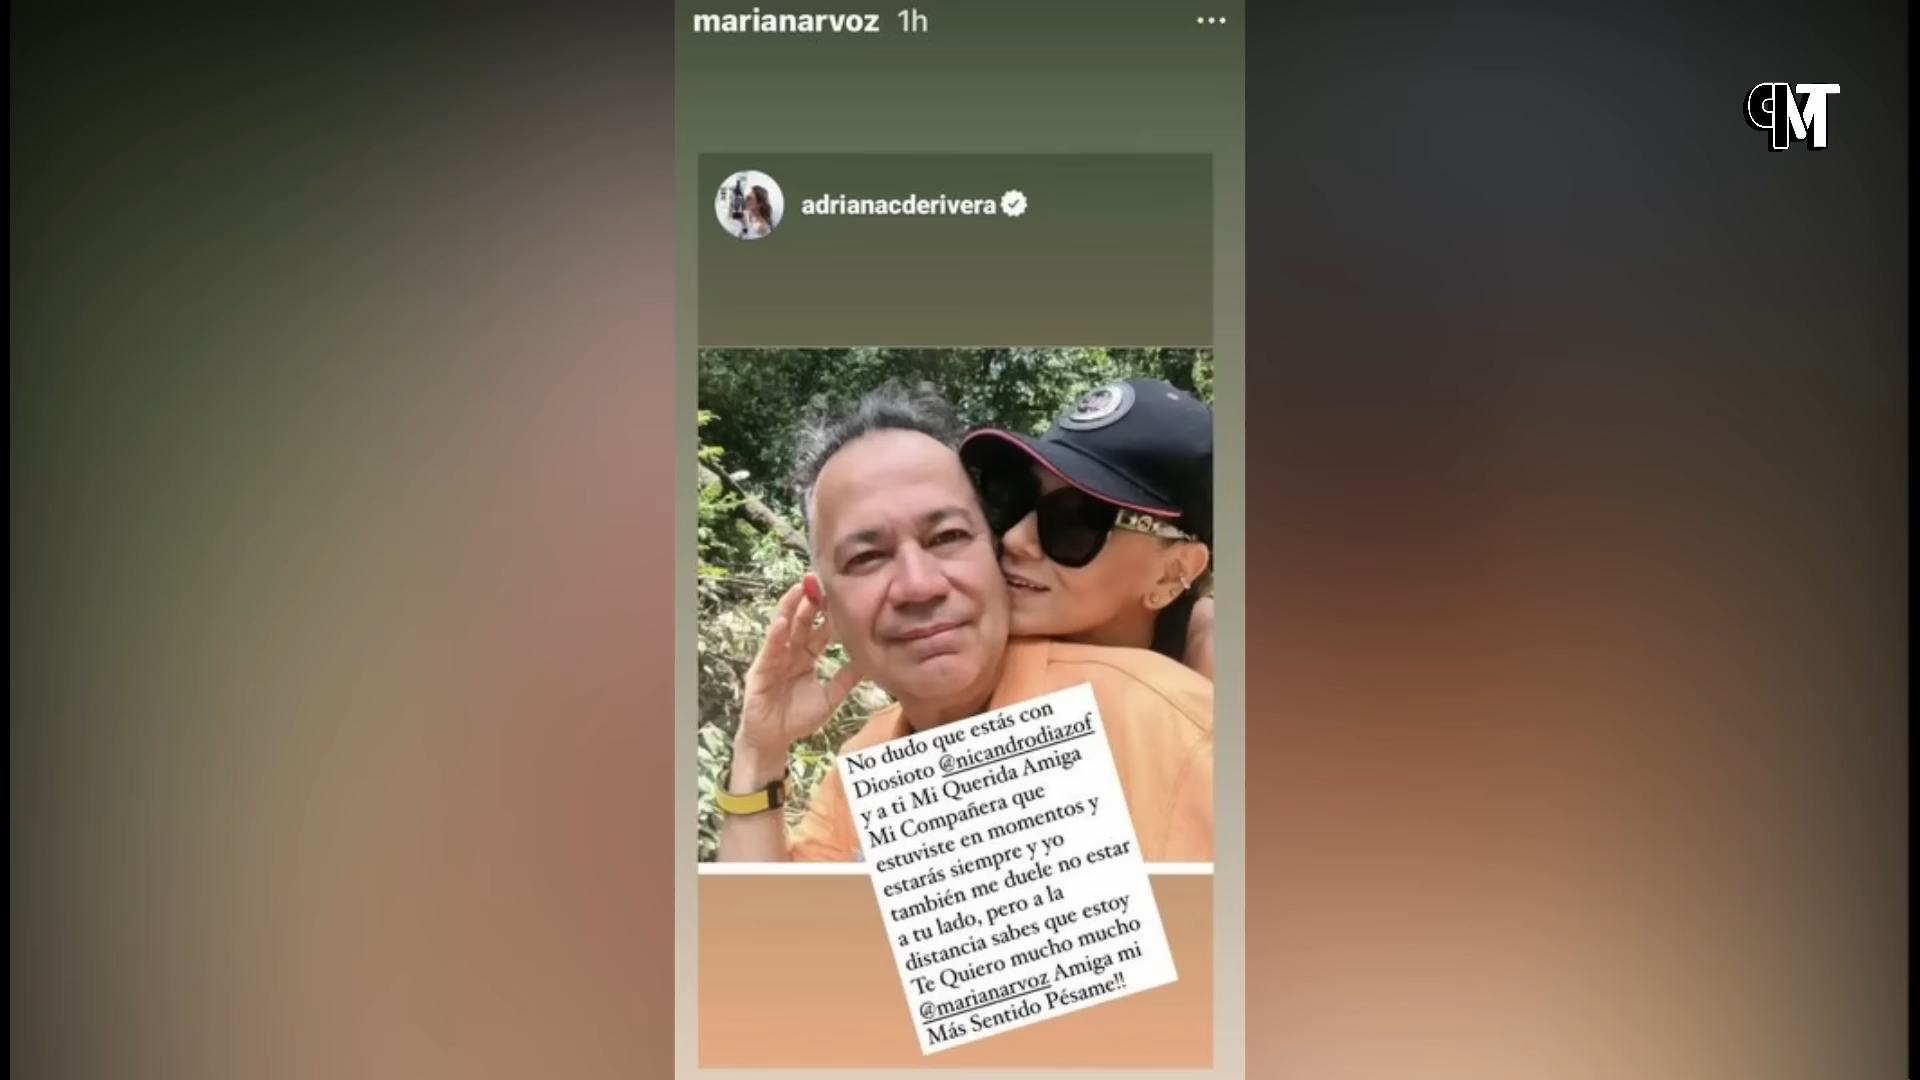 marianarvoz 1h
PMT
adrianacderivera
No dudo que estás con
Diosioto @nicandrodiazof
y a ti Mi Querida Amiga
Mi Compañera que
estuviste en momentos y
estarás siempre y yo
también me duele no estar
a tu lado, pero a la
distancia sabes que estoy
Te Quiero mucho mucho
@marianarvoz Amiga mi
Más Sentido Pésame!!